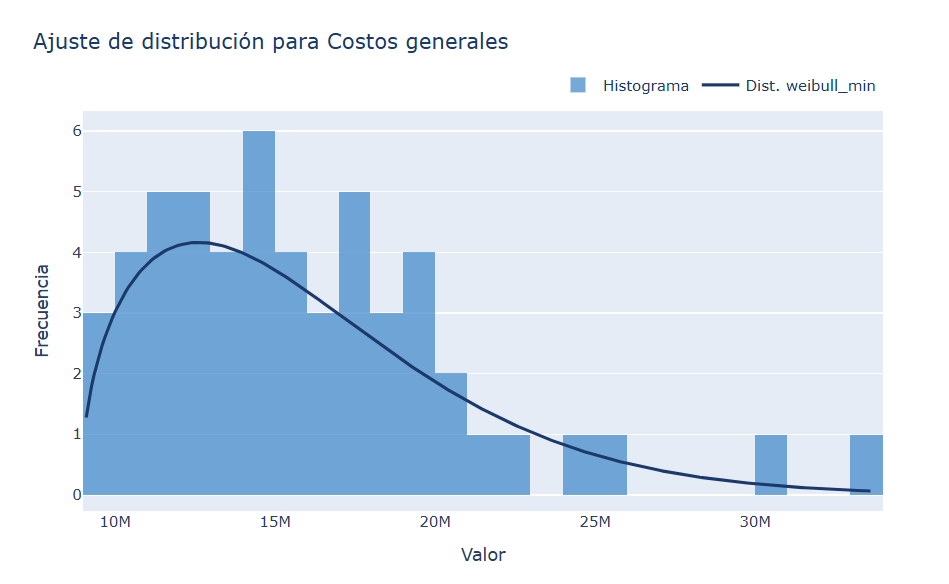 Ajuste de distribución para Costos generales
Histograma
Dist. weibull_min
6
5
4
3
2
1
0
Frecuencia
10M
15M
20M
25M
30M
Valor